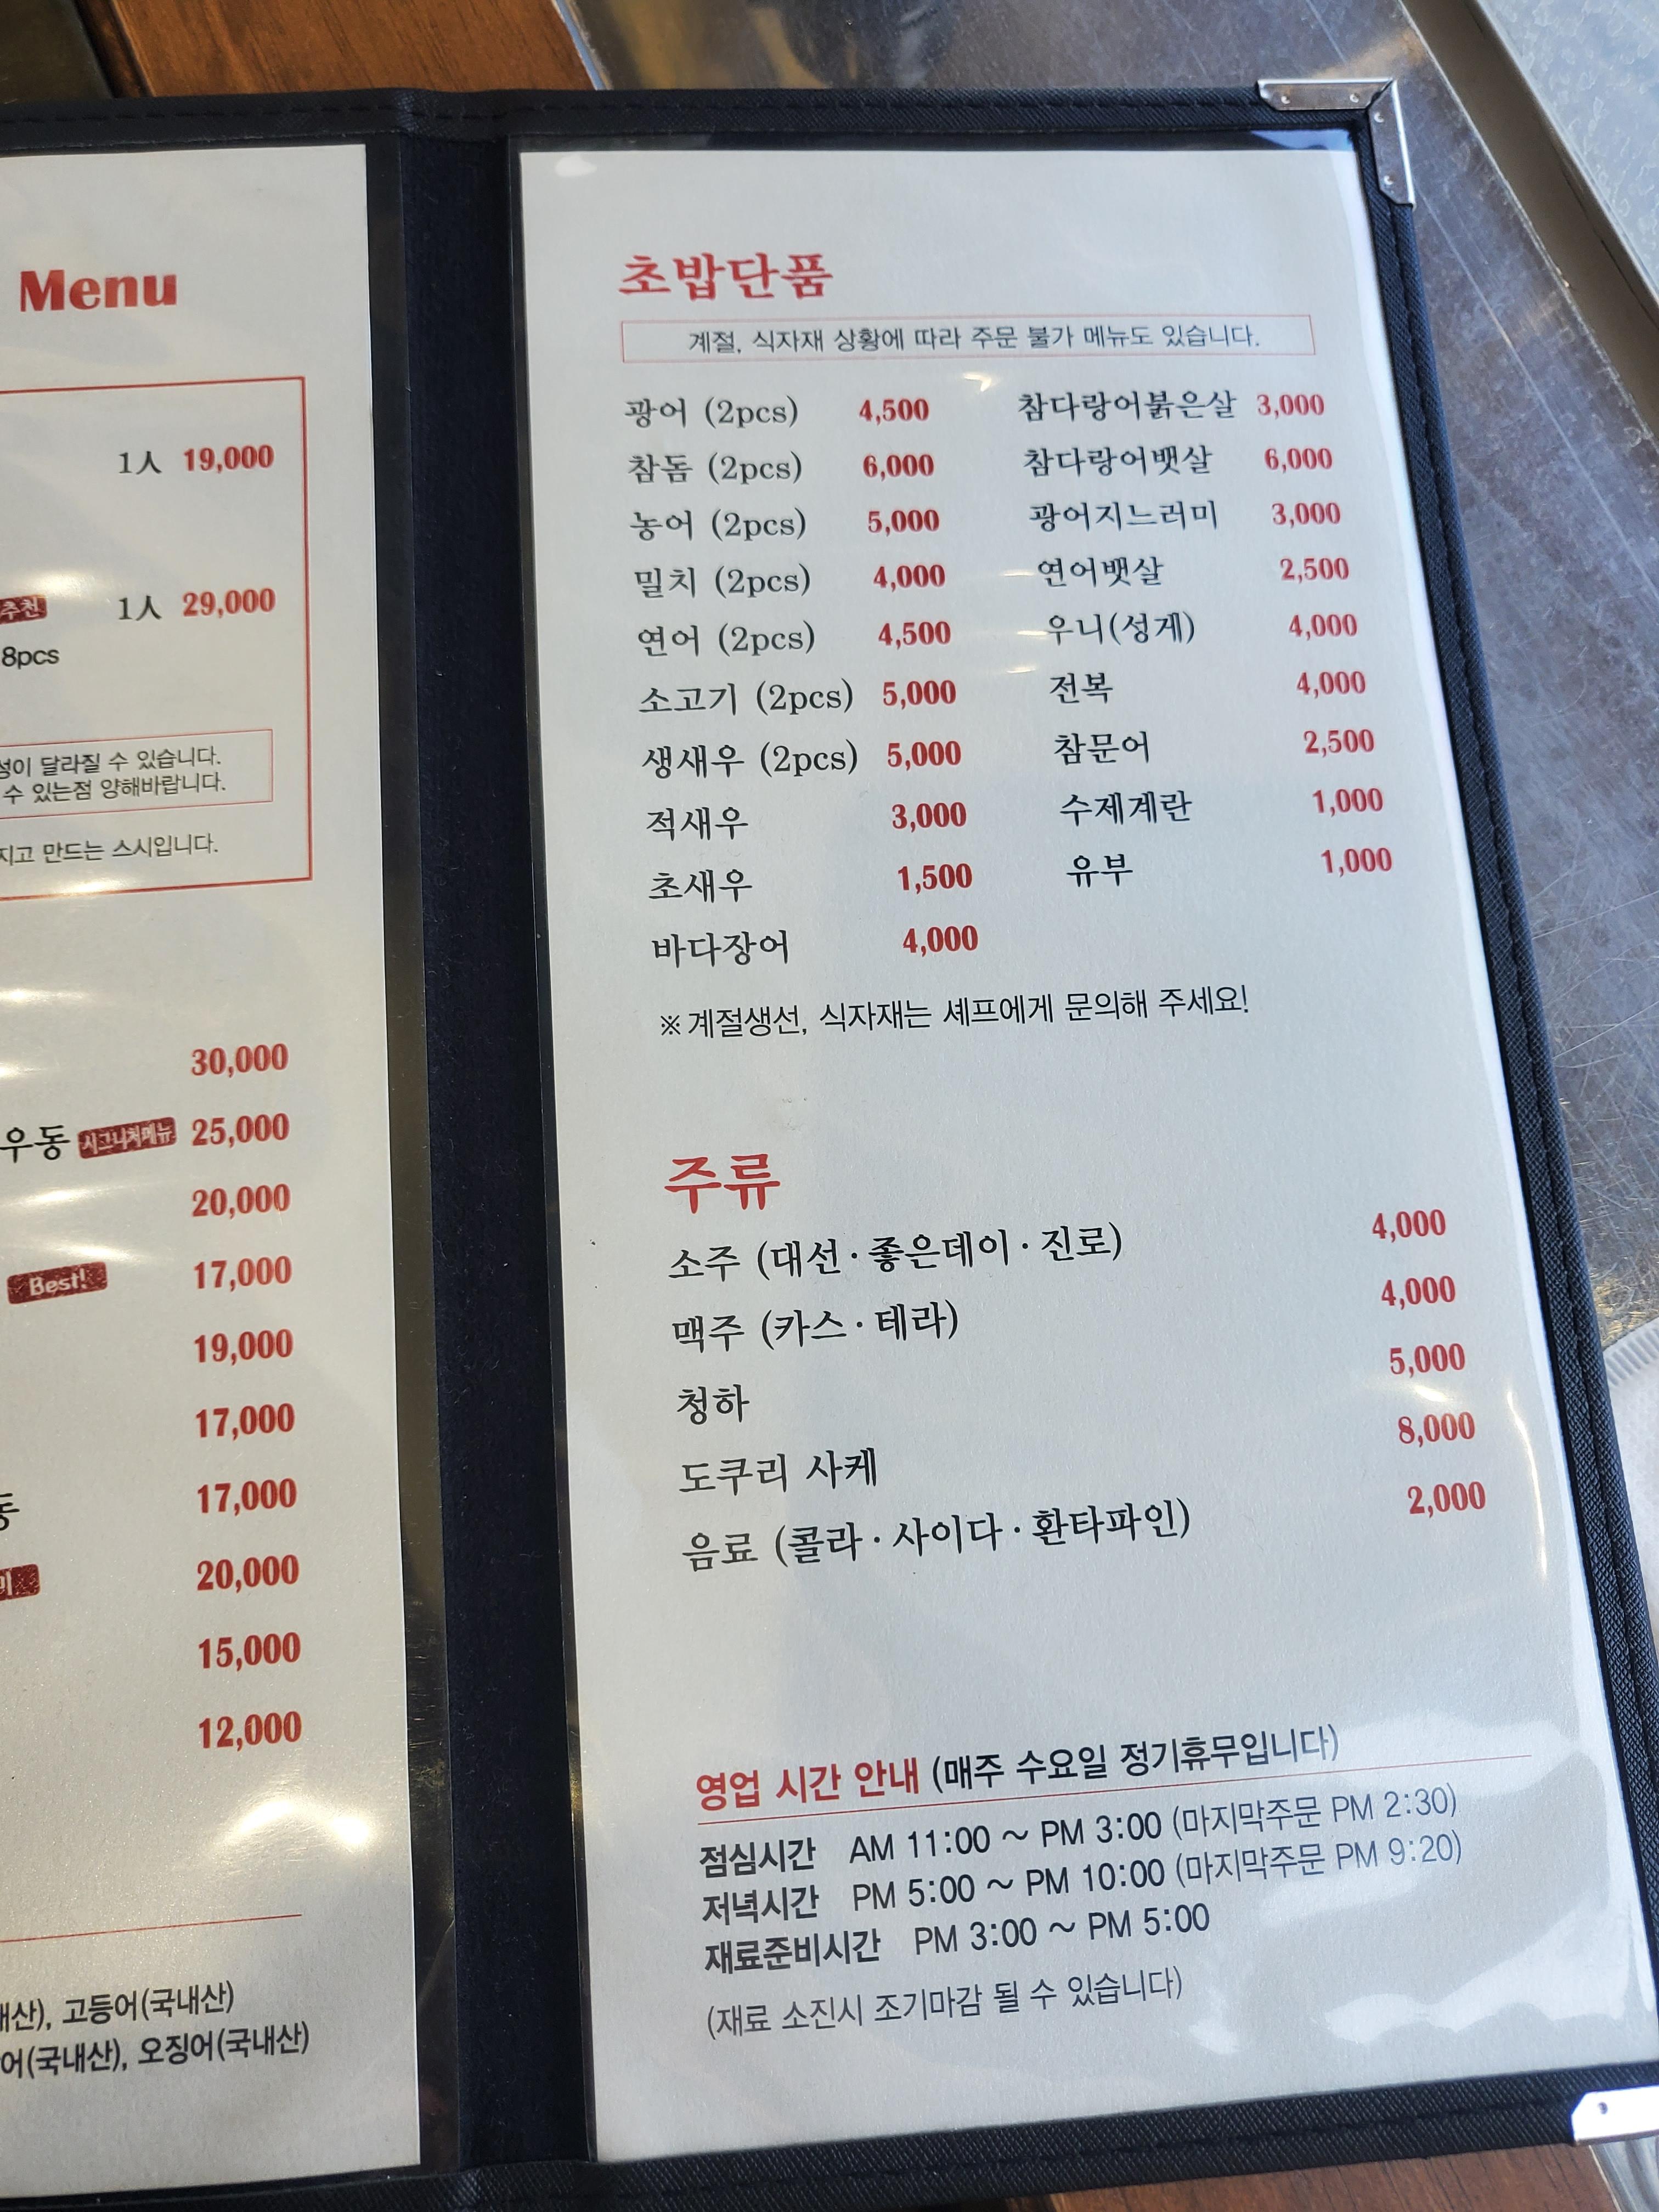 Menu
1人 19,000
추천 1人 29,000
8pcs
성이 달라질 수 있습니다.
수 있는점 양해바랍니다.
지고 만드는 스시입니다.
30,000
우동 시그니처메뉴 25,000
20,000
Best! 17,000
19,000
17,000
17,000
20,000
15,000
12,000
고등어(국내산)
어(국내산), 오징어(국내산)
초밥단품
계절, 식자재 상황에 따라 주문 불가 메뉴도 있습니다.
광어 (2pcs) 4,500 참다랑어붉은살 3,000
참돔 (2pcs) 6,000 참다랑어뱃살 6,000
농어 (2pcs) 5,000 광어지느러미 3,000
밀치 (2pcs) 4,000 연어뱃살 2,500
연어 (2pcs) 4,500 우니(성게) 4,000
소고기 (2pcs) 5,000 전복 4,000
생새우 (2pcs) 5,000 참문어 2,500
적새우 3,000 수제계란 1,000
초새우 1,500 유부 1,000
바다장어 4,000
※계절생선, 식자재는 셰프에게 문의해 주세요!
주류
소주 (대선·좋은데이·진로) 4,000
맥주 (카스·테라) 4,000
청하 5,000
도쿠리 사케 8,000
음료 (콜라·사이다·환타파인) 2,000
영업 시간 안내 (매주 수요일 정기휴무입니다)
점심시간 AM 11:00 ~ PM 3:00 (마지막주문 PM 2:30)
저녁시간 PM 5:00 ~ PM 10:00 (마지막주문 PM 9:20)
재료준비시간 PM 3:00 ~ PM 5:00
(재료 소진시 조기마감 될 수 있습니다)